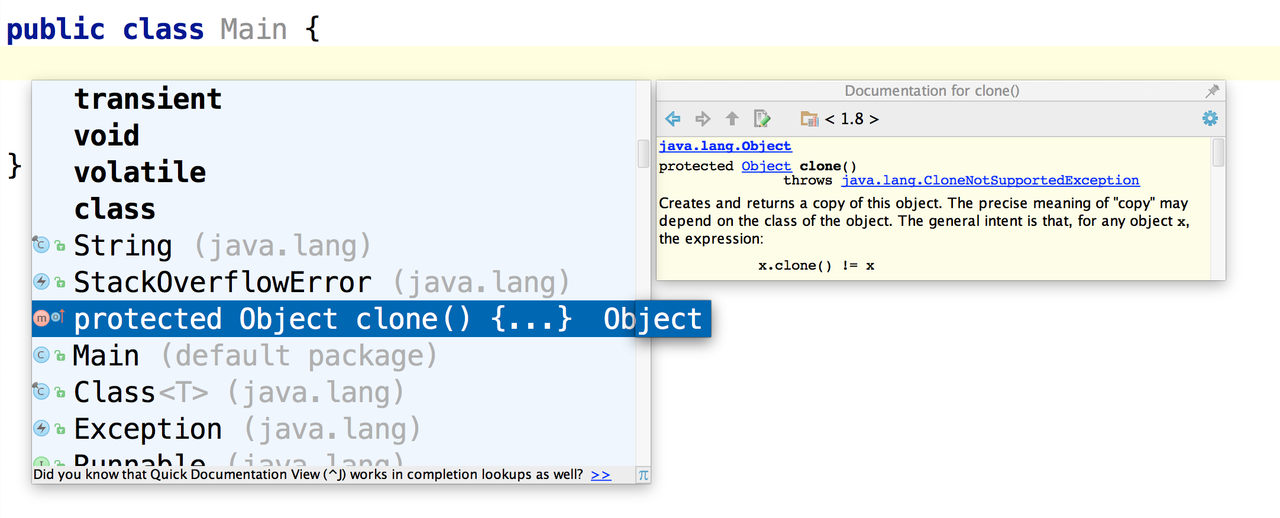 public class Main {
}
transient
void
volatile
class
String (java.lang)
StackOverflowError (java.lang)
protected Object clone() {...} Object
Main (default package)
Class<T> (java.lang)
Exception (java.lang)
Runnable (java.lang)
Did you know that Quick Documentation View (^J) works in completion lookups as well? >> π
Documentation for clone()
< 1.8 >
java.lang.Object
protected Object clone()
throws java.lang.CloneNotSupportedException
Creates and returns a copy of this object. The precise meaning of "copy" may
depend on the class of the object. The general intent is that, for any object x,
the expression:
x.clone() != x